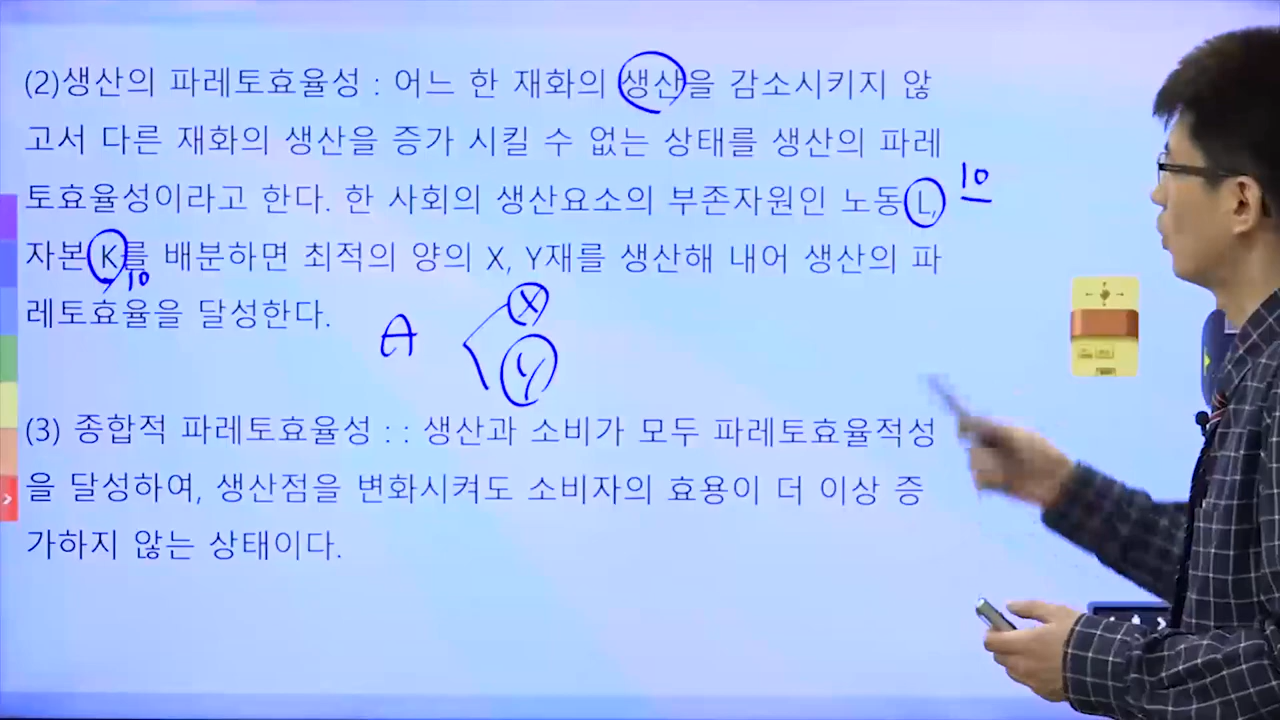 (2)생산의 파레토효율성 : 어느 한 재화의 생산을 감소시키지 않
고서 다른 재화의 생산을 증가 시킬 수 없는 상태를 생산의 파레
토효율성이라고 한다. 한 사회의 생산요소의 부존자원인 노동L, 10
자본K를 배분하면 최적의 양의 X, Y재를 생산해 내어 생산의 파
10
레토효율을 달성한다.
A X
Y
(3) 종합적 파레토효율성 : : 생산과 소비가 모두 파레토효율적성
을 달성하여, 생산점을 변화시켜도 소비자의 효용이 더 이상 증
가하지 않는 상태이다.